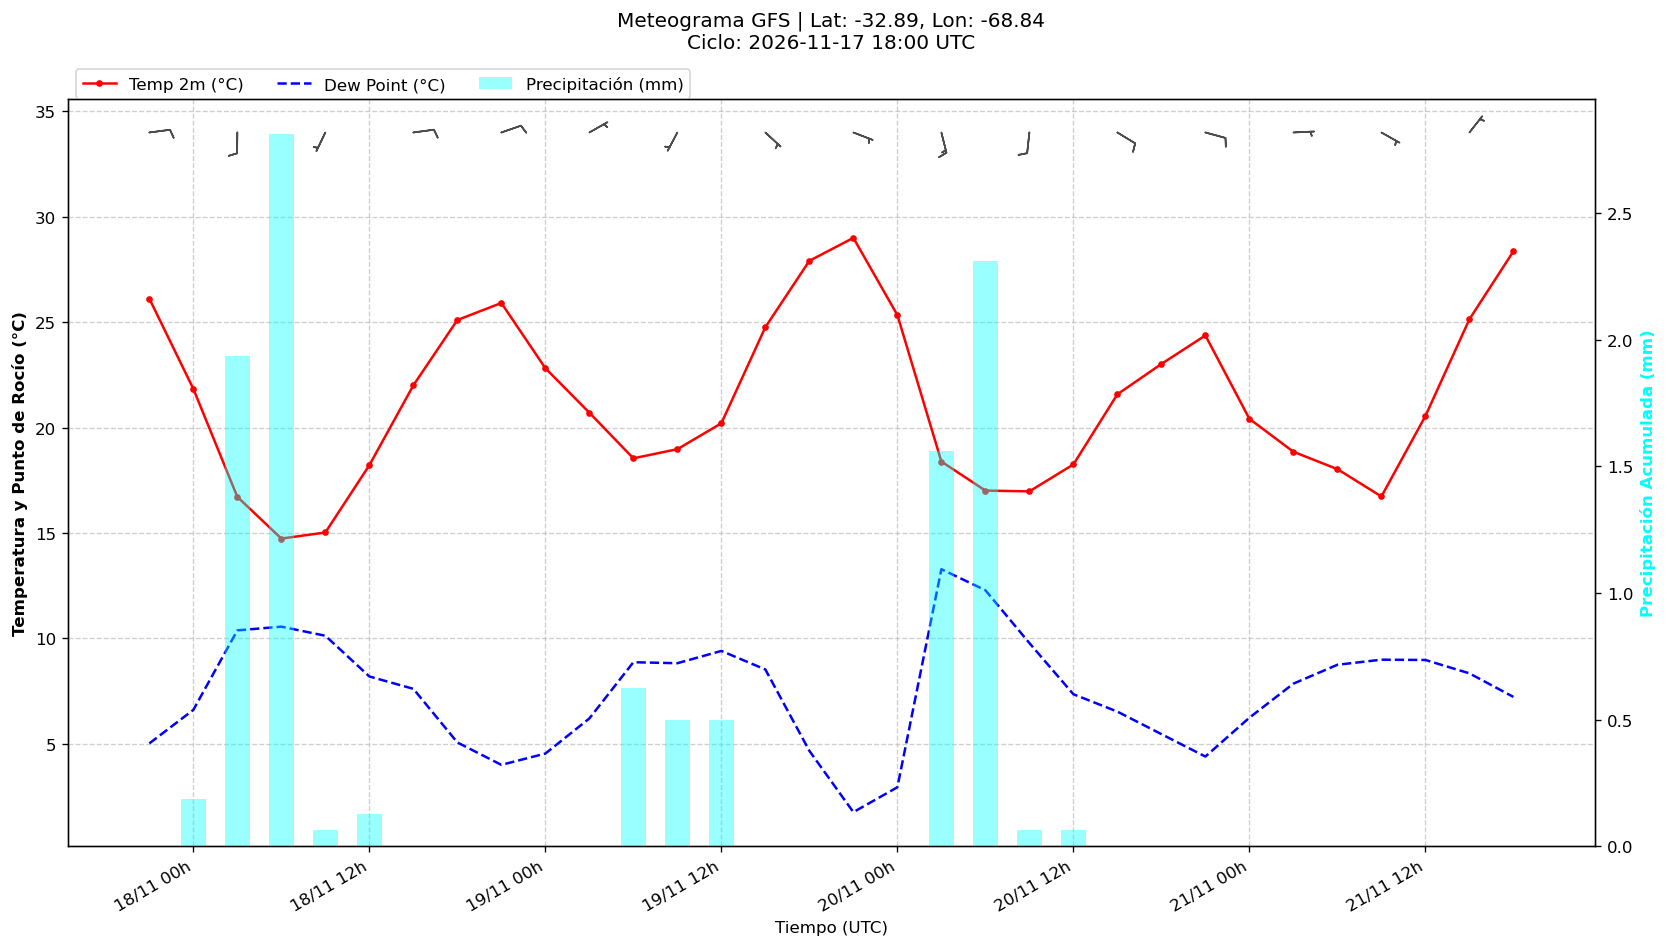 Meteograma GFS | Lat: -32.89, Lon: -68.84
Ciclo: 2026-11-17 18:00 UTC
Temp 2m (°C)
Dew Point (°C)
Precipitación (mm)
Temperatura y Punto de Rocío (°C)
35
30
25
20
15
10
5
2.5
2.0
1.5
1.0
0.5
0.0
Precipitación Acumulada (mm)
18/11 00h
18/11 12h
19/11 00h
19/11 12h
20/11 00h
20/11 12h
21/11 00h
21/11 12h
Tiempo (UTC)